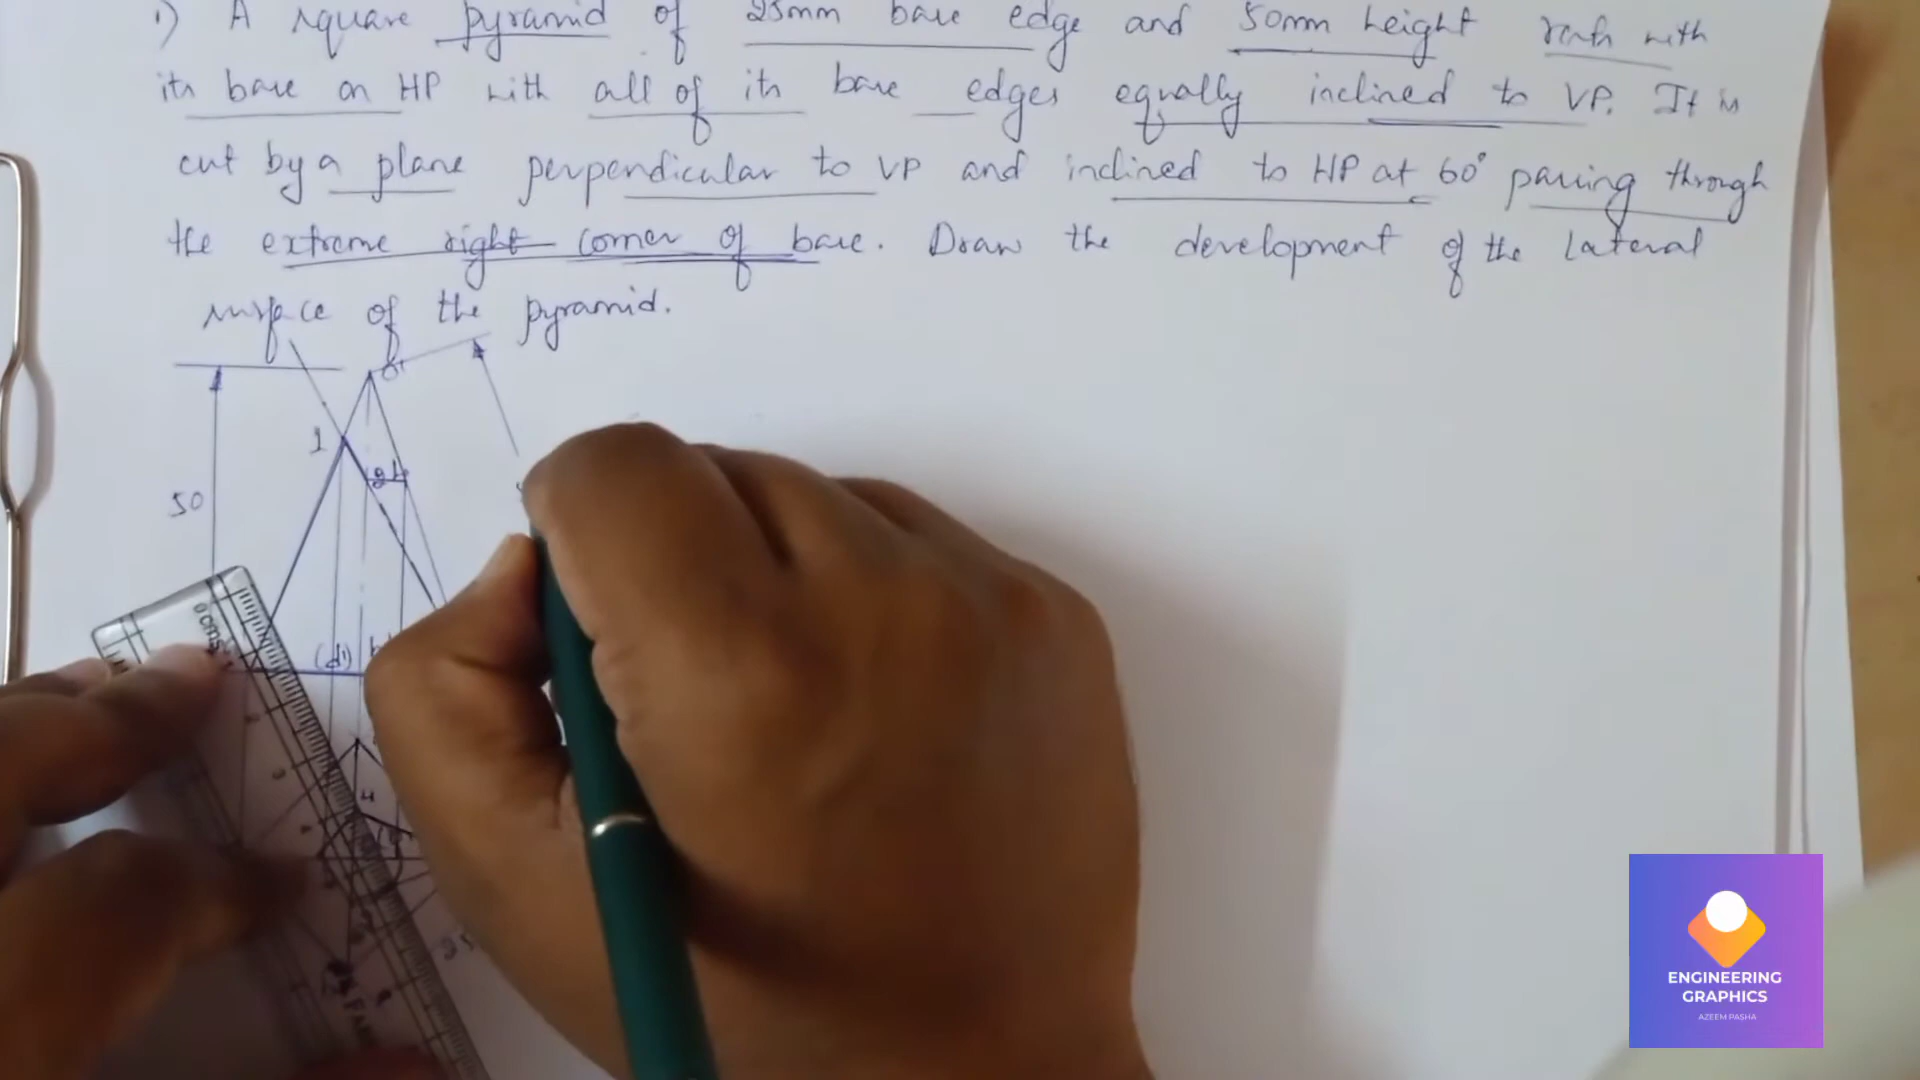 1) A square pyramid of 25mm base edge and 50mm height rests with
its base on HP with all of its base edges equally inclined to VP. It is
cut by a plane perpendicular to VP and inclined to HP at 60° passing through
the extreme right corner of base. Draw the development of the lateral
surface of the pyramid.
o'
1
50
(d')
ENGINEERING
GRAPHICS
AZEEM PASHA